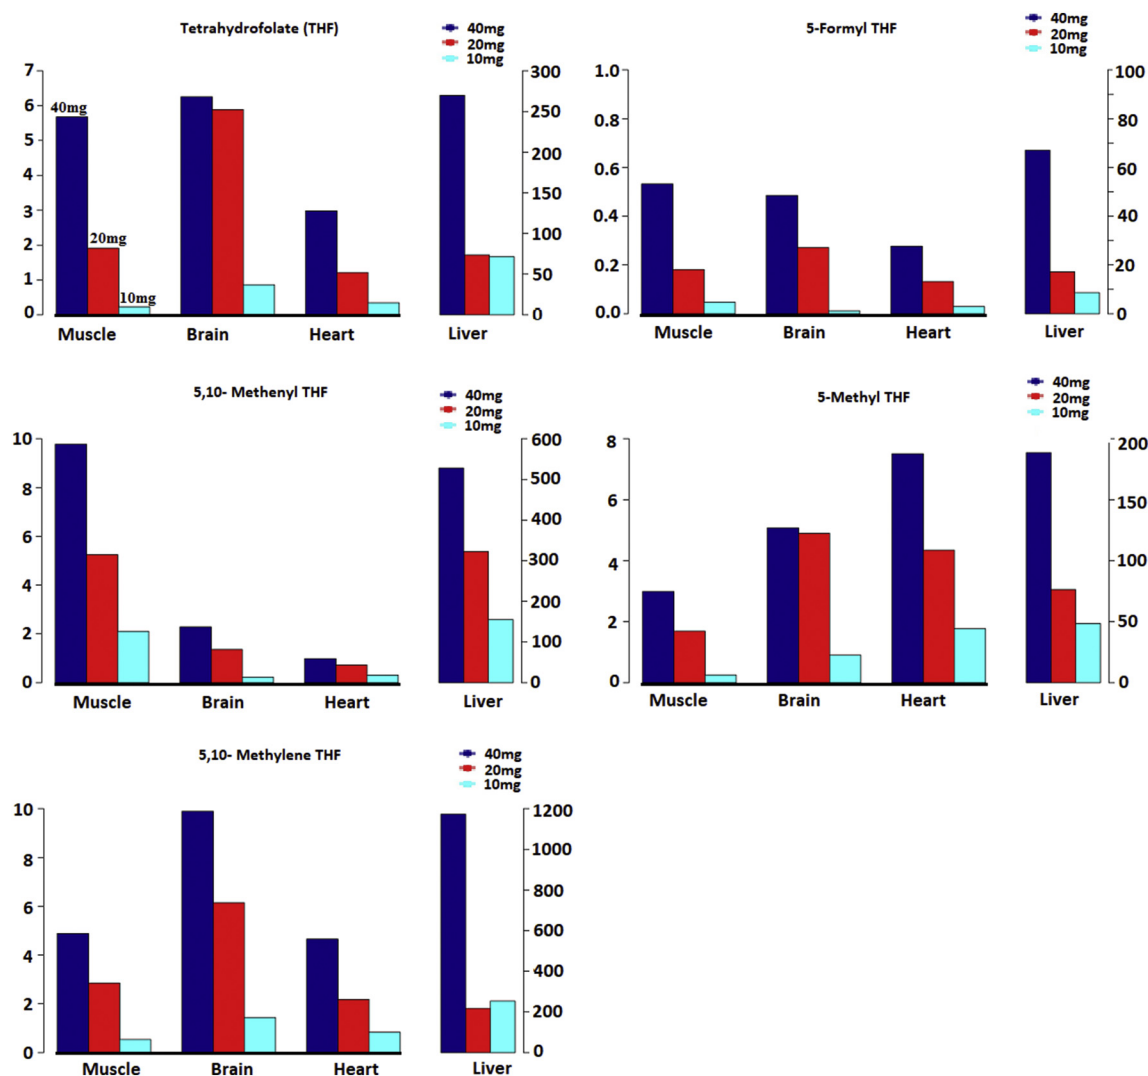 Tetrahydrofolate (THF)
40mg
20mg
10mg
7
6
5
4
3
2
1
0
300
250
200
150
100
50
0
40mg
20mg
10mg
Muscle Brain Heart Liver
5-Formyl THF
40mg
20mg
10mg
1.0
0.8
0.6
0.4
0.2
0.0
100
80
60
40
20
0
Muscle Brain Heart Liver
5,10- Methenyl THF
40mg
20mg
10mg
10
8
6
4
2
0
600
500
400
300
200
100
0
Muscle Brain Heart Liver
5-Methyl THF
40mg
20mg
10mg
8
6
4
2
0
200
150
100
50
0
Muscle Brain Heart Liver
5,10- Methylene THF
40mg
20mg
10mg
10
8
6
4
2
0
1200
1000
800
600
400
200
0
Muscle Brain Heart Liver